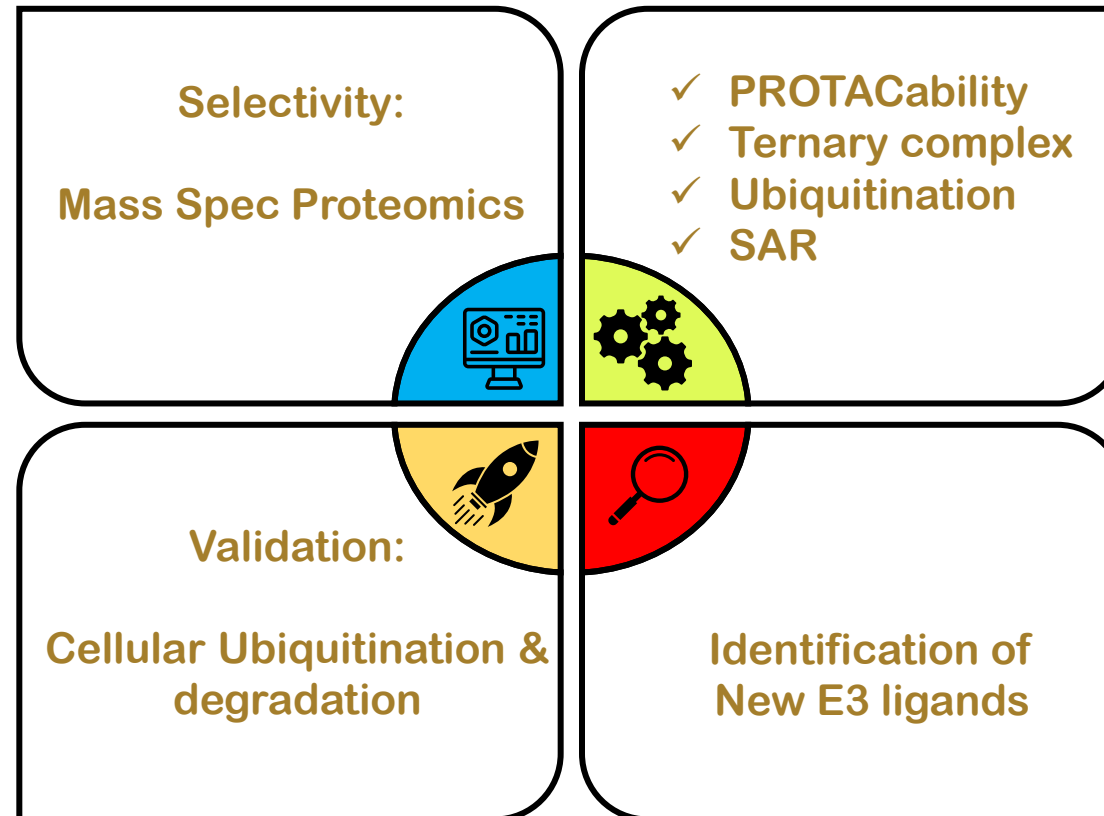 Selectivity:
Mass Spec Proteomics
✓ PROTACability
✓ Ternary complex
✓ Ubiquitination
✓ SAR
Validation:
Cellular Ubiquitination &
degradation
Identification of
New E3 ligands